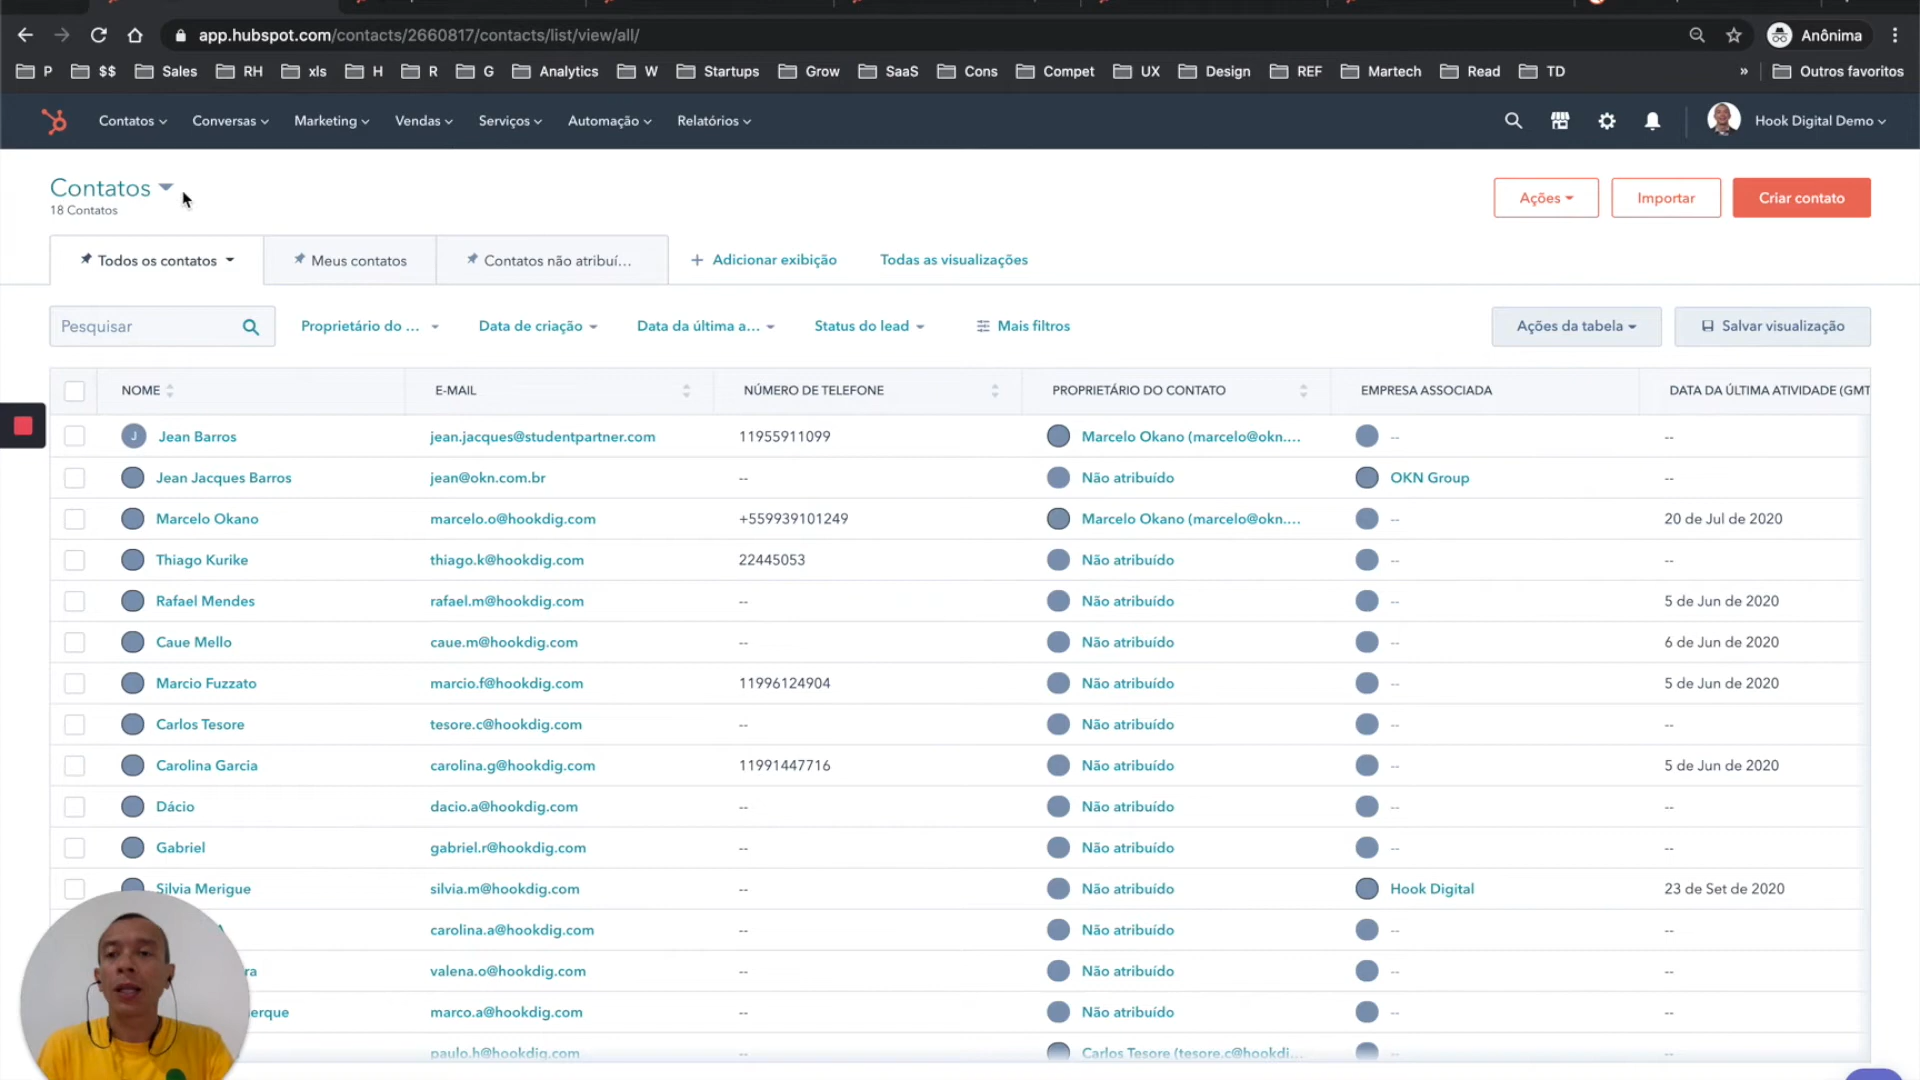 app.hubspot.com/contacts/2660817/contacts/list/view/all/
Anônima
P $$ Sales RH xls H R G Analytics W Startups Grow SaaS Cons Compet UX Design REF Martech Read TD » Outros favoritos
Contatos Conversas Marketing Vendas Serviços Automação Relatórios Hook Digital Demo
Contatos
18 Contatos
Ações Importar Criar contato
Todos os contatos Meus contatos Contatos não atribuí... + Adicionar exibição Todas as visualizações
Pesquisar Proprietário do ... Data de criação Data da última a... Status do lead Mais filtros Ações da tabela Salvar visualização
NOME E-MAIL NÚMERO DE TELEFONE PROPRIETÁRIO DO CONTATO EMPRESA ASSOCIADA DATA DA ÚLTIMA ATIVIDADE (GMT
J Jean Barros jean.jacques@studentpartner.com 11955911099 Marcelo Okano (marcelo@okn.... -- --
Jean Jacques Barros jean@okn.com.br -- Não atribuído OKN Group --
Marcelo Okano marcelo.o@hookdig.com +559939101249 Marcelo Okano (marcelo@okn.... -- 20 de Jul de 2020
Thiago Kurike thiago.k@hookdig.com 22445053 Não atribuído -- --
Rafael Mendes rafael.m@hookdig.com -- Não atribuído -- 5 de Jun de 2020
Caue Mello caue.m@hookdig.com -- Não atribuído -- 6 de Jun de 2020
Marcio Fuzzato marcio.f@hookdig.com 11996124904 Não atribuído -- 5 de Jun de 2020
Carlos Tesore tesore.c@hookdig.com -- Não atribuído -- --
Carolina Garcia carolina.g@hookdig.com 11991447716 Não atribuído -- 5 de Jun de 2020
Dácio dacio.a@hookdig.com -- Não atribuído -- --
Gabriel gabriel.r@hookdig.com -- Não atribuído -- --
Silvia Merigue silvia.m@hookdig.com -- Não atribuído Hook Digital 23 de Set de 2020
carolina.a@hookdig.com -- Não atribuído -- --
ra valena.o@hookdig.com -- Não atribuído -- --
erque marco.a@hookdig.com -- Não atribuído -- --
paulo.h@hookdig.com -- Carlos Tesore (tesore.c@hookdi... -- --